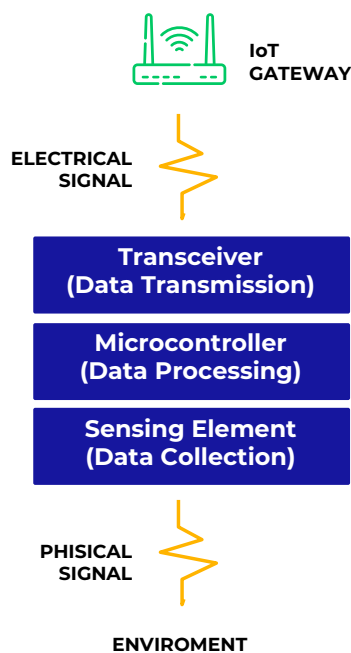 IoT
GATEWAY
ELECTRICAL
SIGNAL
Transceiver
(Data Transmission)
Microcontroller
(Data Processing)
Sensing Element
(Data Collection)
PHISICAL
SIGNAL
ENVIROMENT